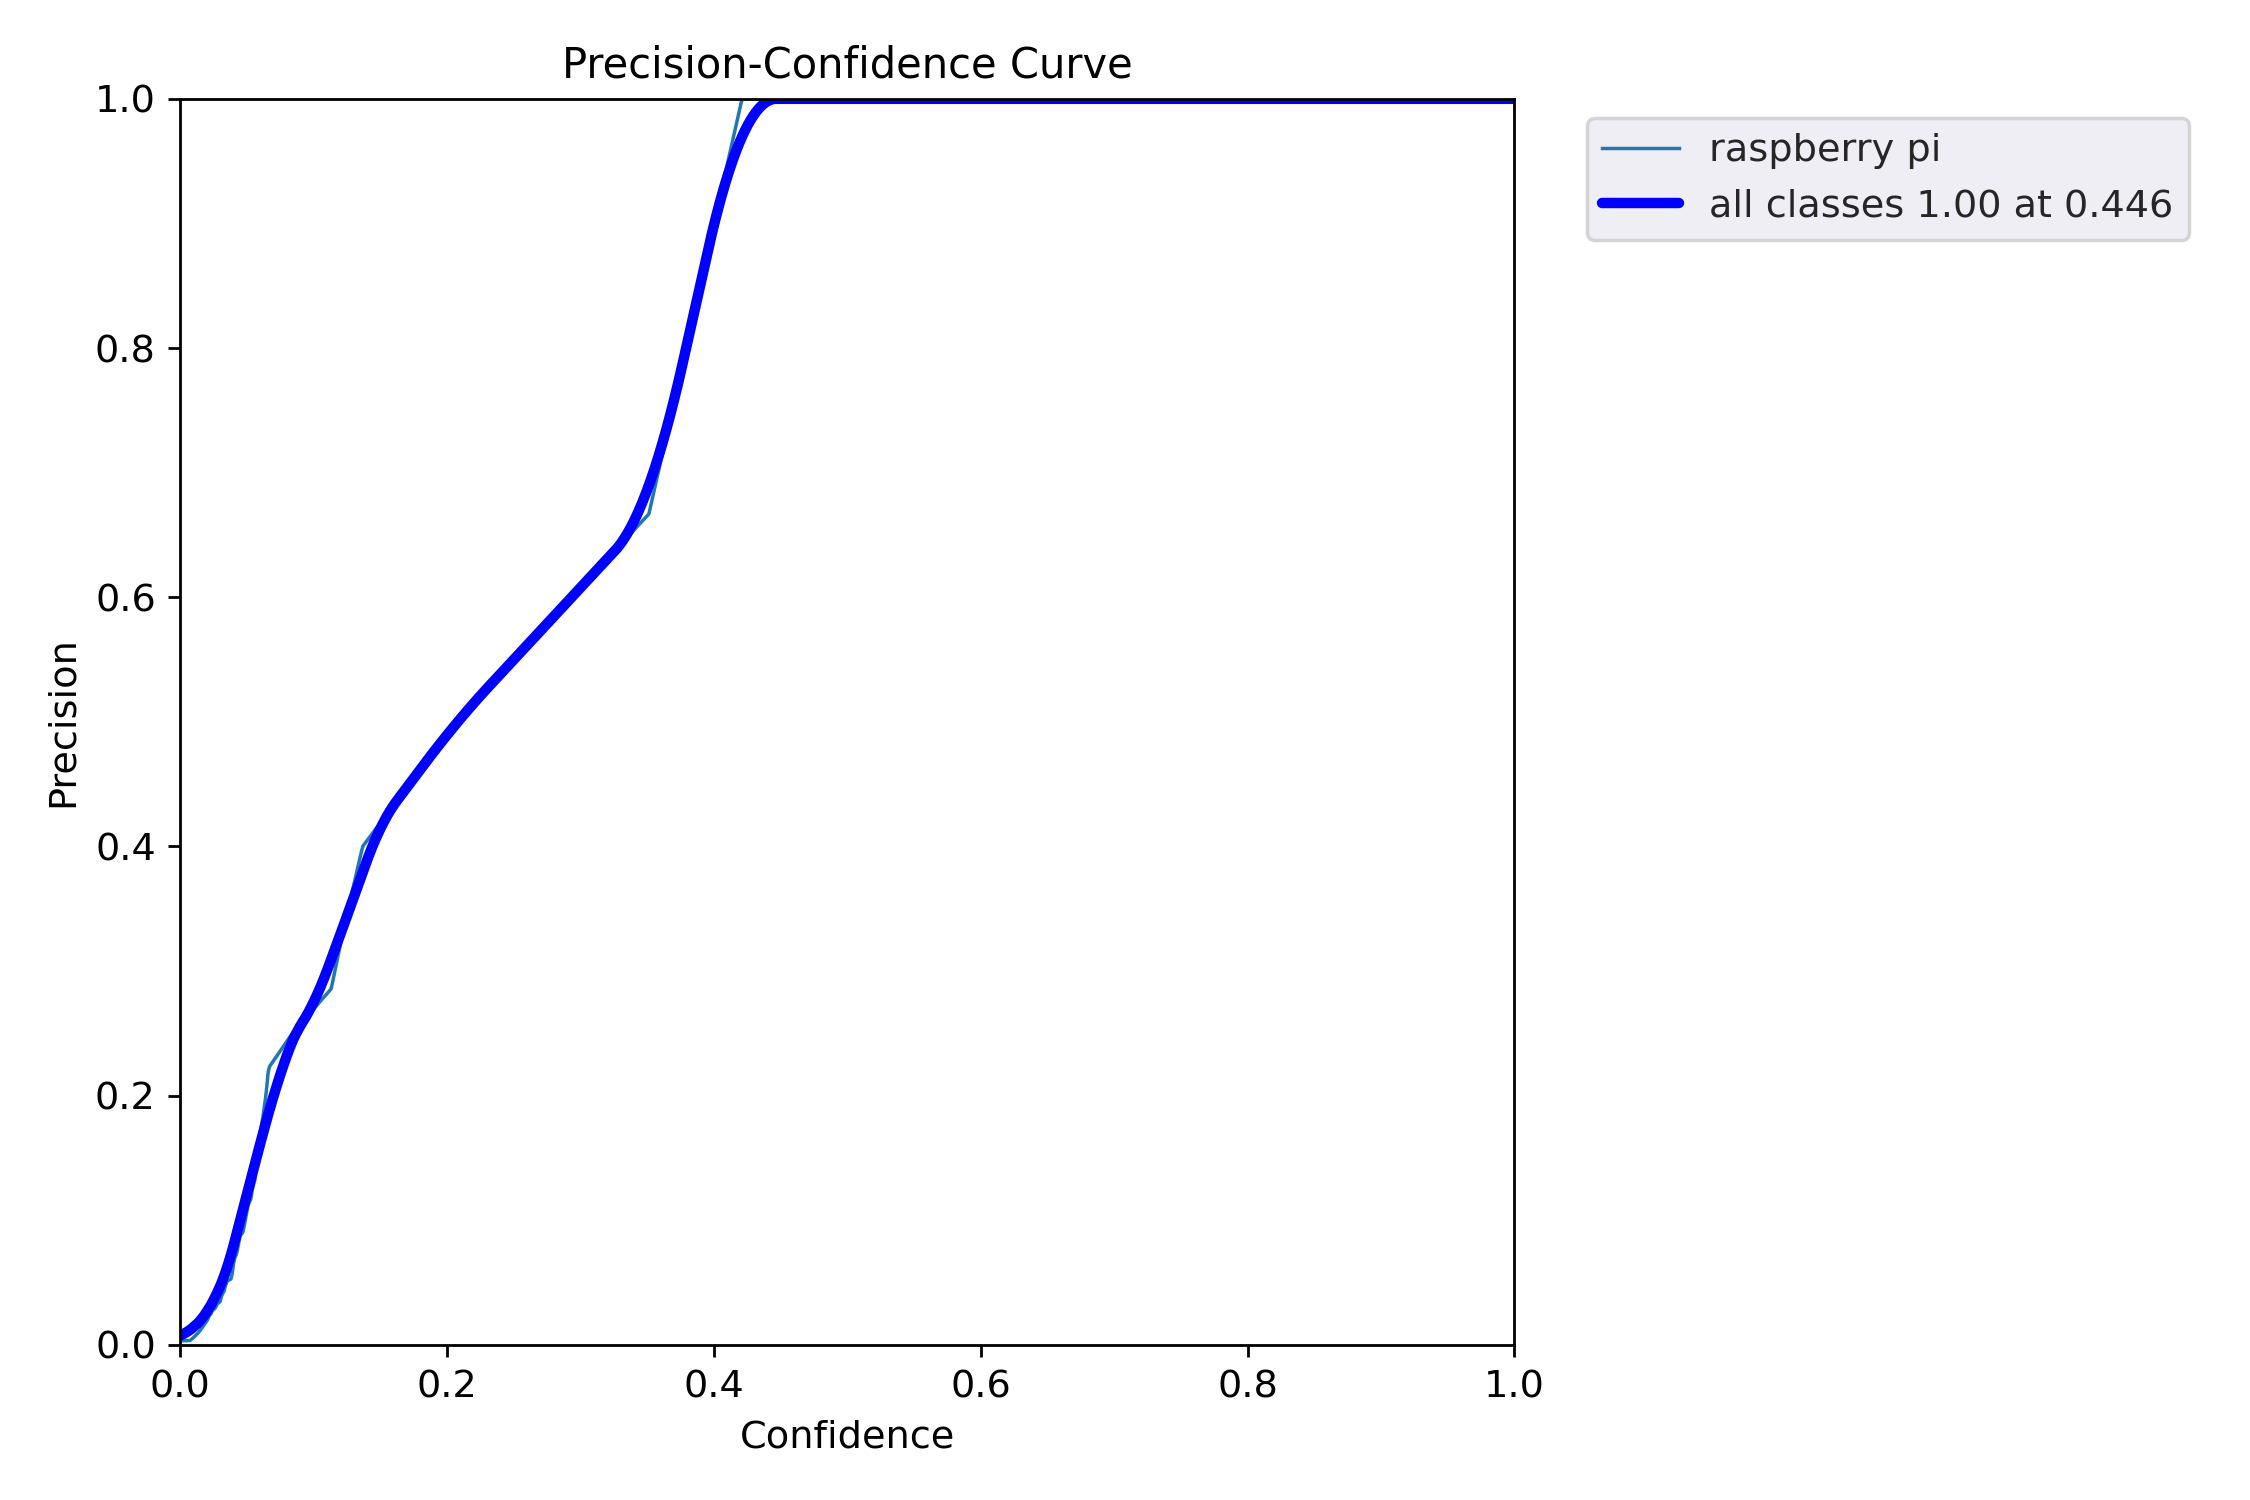 Precision-Confidence Curve
1.0
0.8
0.6
0.4
0.2
0.0
Precision
0.0 0.2 0.4 0.6 0.8 1.0
Confidence
raspberry pi
all classes 1.00 at 0.446